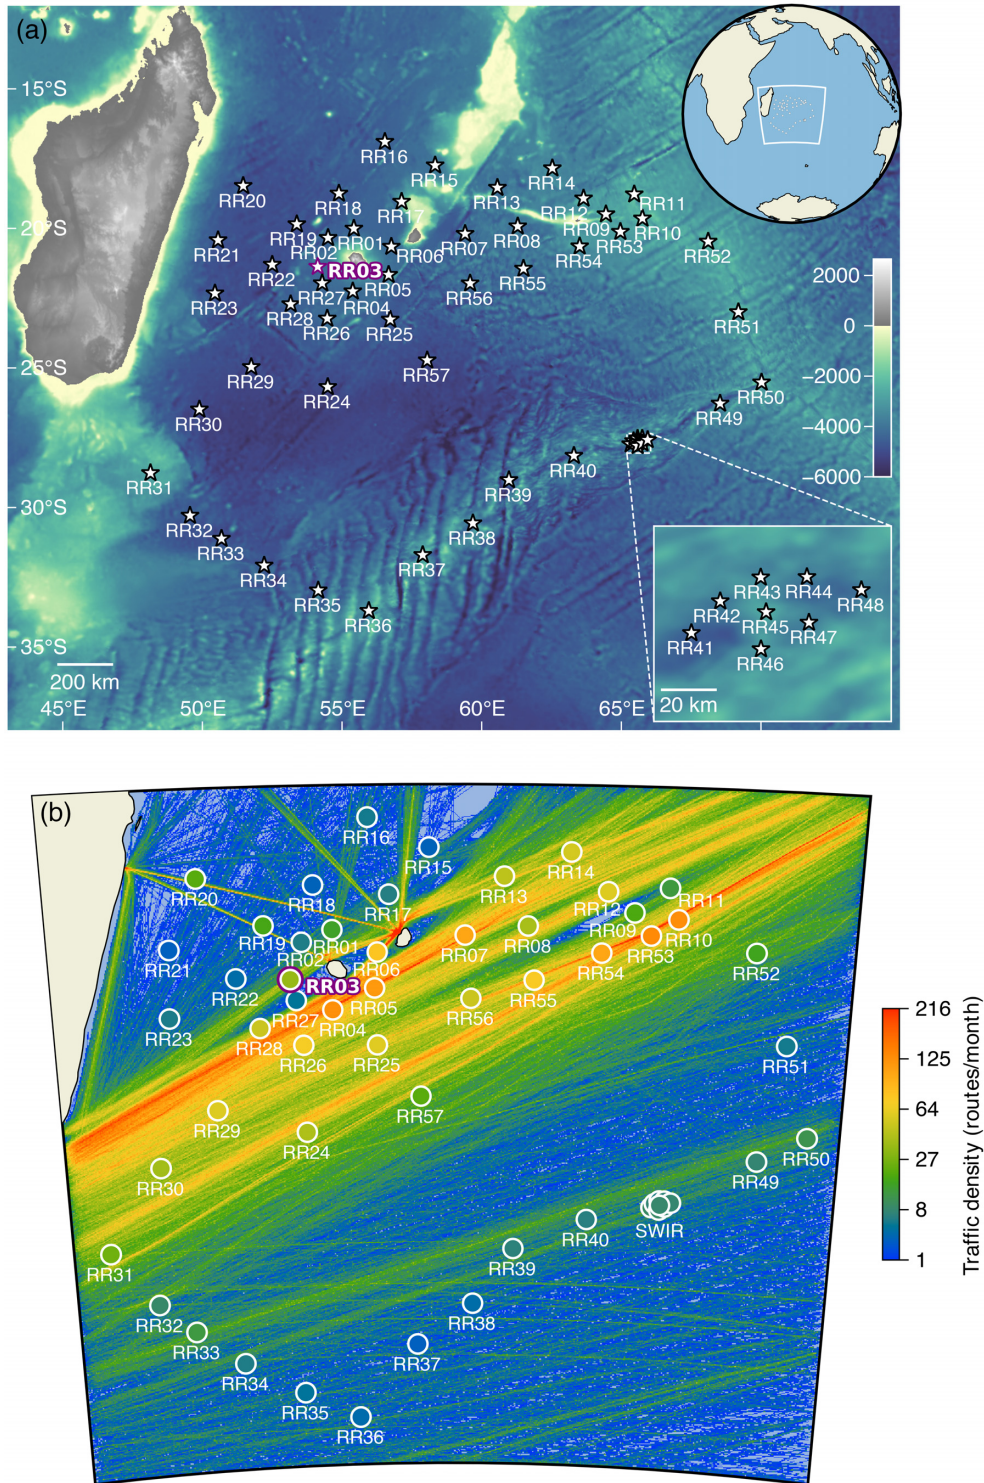 (a)
15°S
20°S
25°S
30°S
35°S
45°E
50°E
55°E
60°E
65°E
200 km
20 km
2000
0
−2000
−4000
−6000
RR16
RR15
RR14
RR20
RR18
RR17
RR13
RR12
RR11
RR19
RR01
RR09
RR10
RR02
RR06
RR07
RR08
RR53
RR21
RR54
RR52
RR22
RR03
RR05
RR55
RR27
RR04
RR56
RR23
RR28
RR26
RR25
RR51
RR29
RR24
RR57
RR50
RR49
RR30
RR40
RR31
RR39
RR32
RR38
RR33
RR37
RR34
RR35
RR36
RR43
RR44
RR48
RR42
RR45
RR47
RR41
RR46
(b)
RR16
RR15
RR14
RR13
RR20
RR18
RR17
RR12
RR11
RR19
RR01
RR09
RR10
RR02
RR06
RR07
RR08
RR53
RR21
RR54
RR52
RR22
RR03
RR05
RR55
RR27
RR04
RR56
RR23
RR28
RR26
RR25
RR51
RR57
RR29
RR24
RR50
RR49
RR30
SWIR
RR40
RR39
RR31
RR32
RR38
RR33
RR37
RR34
RR35
RR36
216
125
64
27
8
1
Traffic density (routes/month)